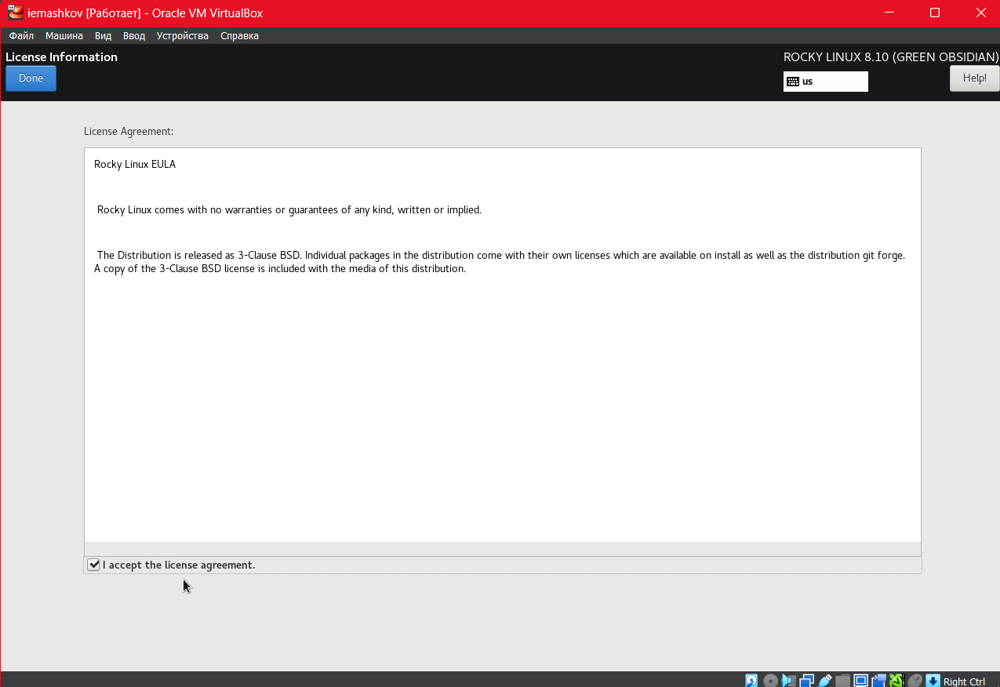 iemashkov [Работает] - Oracle VM VirtualBox
Файл Машина Вид Ввод Устройства Справка
License Information
ROCKY LINUX 8.10 (GREEN OBSIDIAN)
Done
us
Help!
License Agreement:
Rocky Linux EULA
Rocky Linux comes with no warranties or guarantees of any kind, written or implied.
The Distribution is released as 3-Clause BSD. Individual packages in the distribution come with their own licenses which are available on install as well as the distribution git forge.
A copy of the 3-Clause BSD license is included with the media of this distribution.
I accept the license agreement.
Right Ctrl